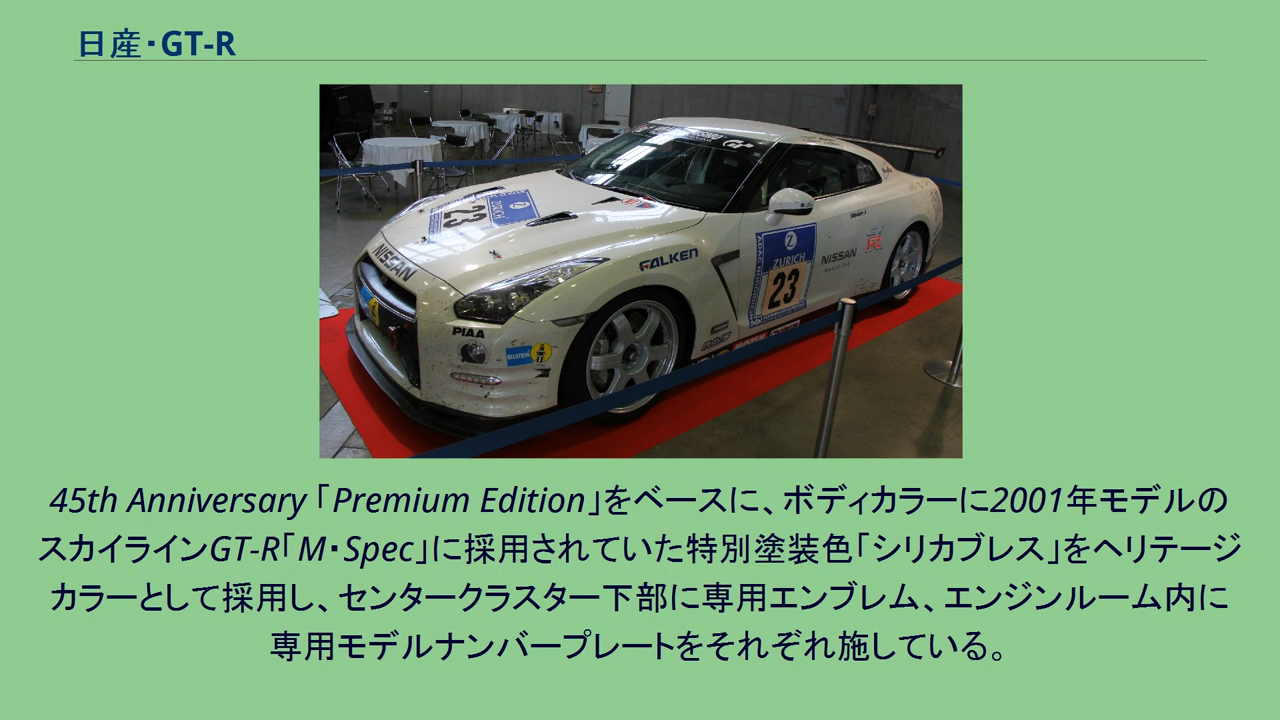 日産・GT-R
23
ZURICH
NISSAN
FALKEN
PIAA
ZURICH
23
NISSAN
GT
R
45th Anniversary「Premium Edition」をベースに、ボディカラーに2001年モデルの
スカイラインGT-R「M・Spec」に採用されていた特別塗装色「シリカブレス」をヘリテージ
カラーとして採用し、センタークラスター下部に専用エンブレム、エンジンルーム内に
専用モデルナンバープレートをそれぞれ施している。